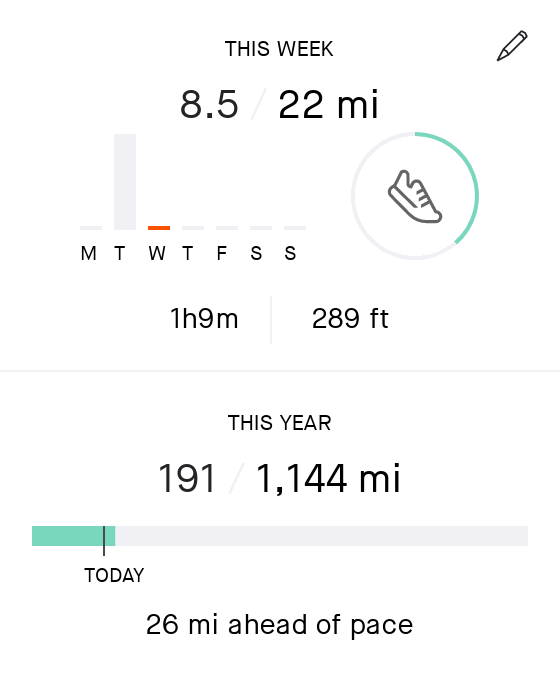 THIS WEEK
8.5 / 22 mi
M T W T F S S
1h9m 289 ft
THIS YEAR
191 / 1,144 mi
TODAY
26 mi ahead of pace